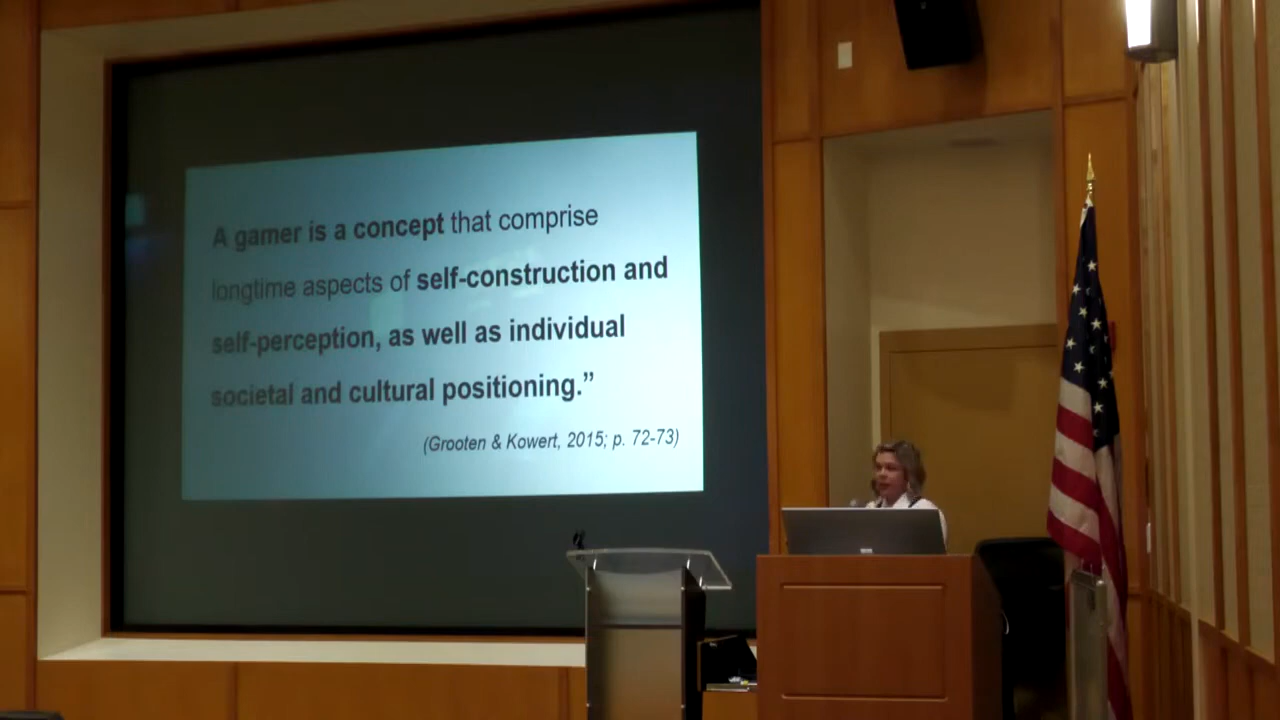 A gamer is a concept that comprise
longtime aspects of self-construction and
self-perception, as well as individual
societal and cultural positioning.”
(Grooten & Kowert, 2015; p. 72-73)